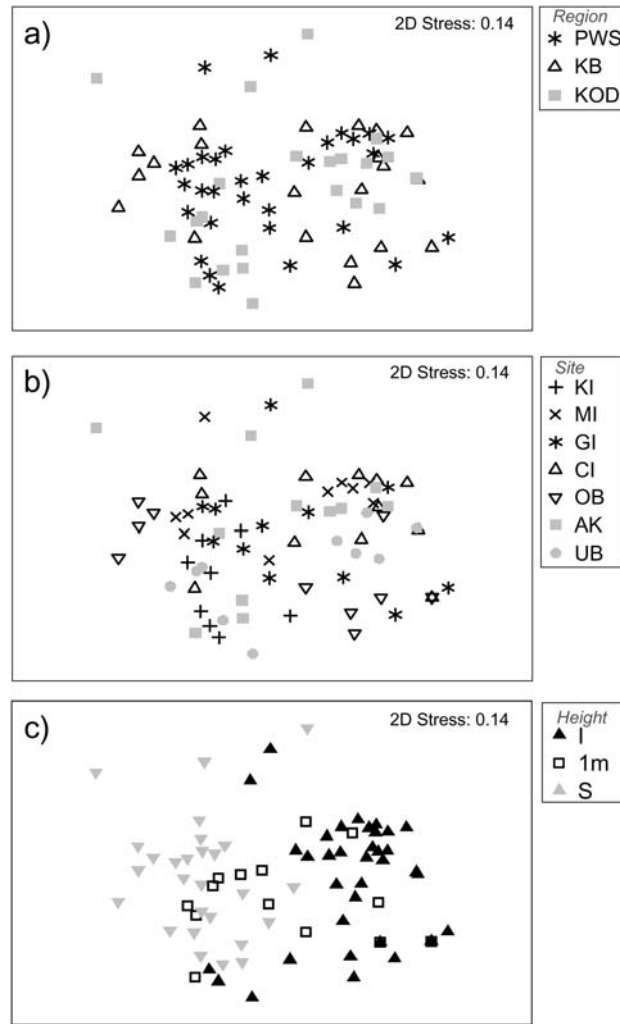 a)
2D Stress: 0.14
Region
PWS
KB
KOD
b)
2D Stress: 0.14
Site
KI
MI
GI
CI
OB
AK
UB
c)
2D Stress: 0.14
Height
I
1m
S